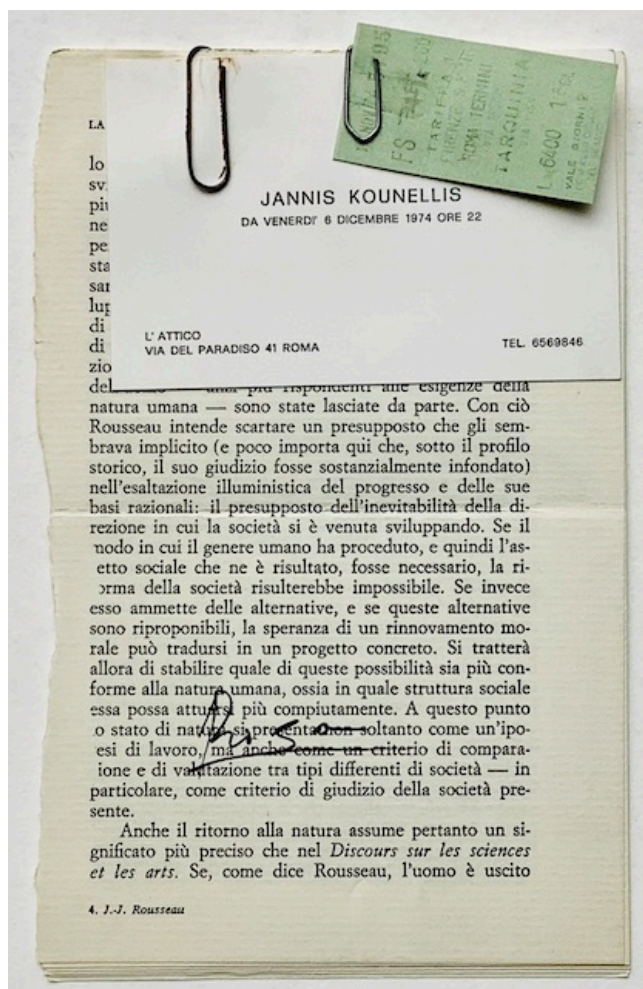 LA
JANNIS KOUNELLIS
DA VENERDI' 6 DICEMBRE 1974 ORE 22
L' ATTICO
VIA DEL PARADISO 41 ROMA
TEL. 6569846
FS
TARIFFA
ROMA TERMINI
TARQUINIA
L. 6400 1 
VALE GIORNI
lo
sv
più
ne
pe
sta
sar
lup
di
di
zio
più rispondenti alle esigenze della
natura umana — sono state lasciate da parte. Con ciò
Rousseau intende scartare un presupposto che gli sem-
brava implicito (e poco importa qui che, sotto il profilo
storico, il suo giudizio fosse sostanzialmente infondato)
nell'esaltazione illuministica del progresso e delle sue
basi razionali: il presupposto dell'inevitabilità della di-
rezione in cui la società si è venuta sviluppando. Se il
nodo in cui il genere umano ha proceduto, e quindi l'as-
etto sociale che ne è risultato, fosse necessario, la ri-
orma della società risulterebbe impossibile. Se invece
esso ammette delle alternative, e se queste alternative
sono riproponibili, la speranza di un rinnovamento mo-
rale può tradursi in un progetto concreto. Si tratterà
allora di stabilire quale di queste possibilità sia più con-
forme alla natura umana, ossia in quale struttura sociale
essa possa attuarsi più compiutamente. A questo punto
o stato di natura si presenta non soltanto come un'ipo-
esi di lavoro, ma anche come un criterio di compara-
ione e di valutazione tra tipi differenti di società — in
particolare, come criterio di giudizio della società pre-
sente.
Anche il ritorno alla natura assume pertanto un si-
gnificato più preciso che nel Discours sur les sciences
et les arts. Se, come dice Rousseau, l'uomo è uscito
4. J.-J. Rousseau